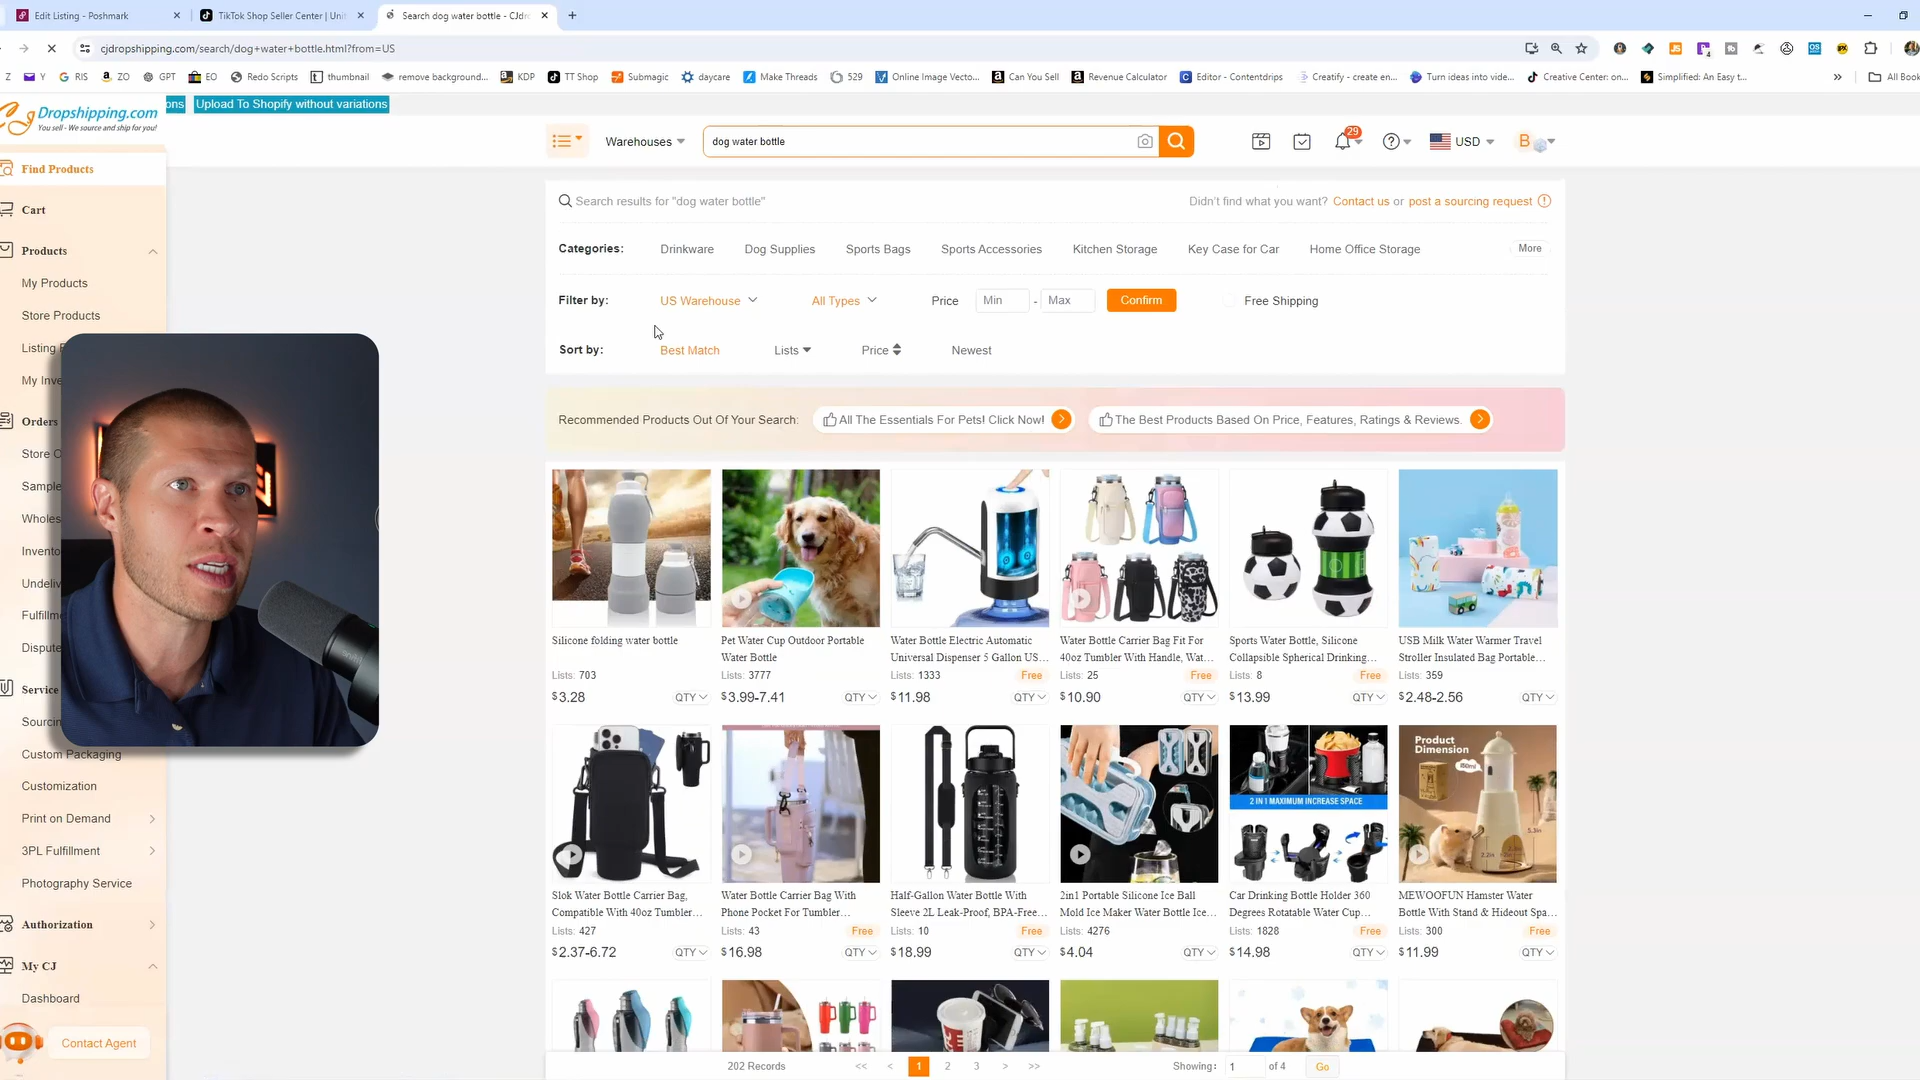 Edit Listing - Poshmark
TikTok Shop Seller Center | Unit
Search dog water bottle - CJdr
cjdropshipping.com/search/dog+water+bottle.html?from=US
Z
Y
RIS
ZO
GPT
EO
Redo Scripts
thumbnail
remove background...
KDP
TT Shop
Submagic
daycare
Make Threads
529
Online Image Vecto...
Can You Sell
Revenue Calculator
Editor - Contentdrips
Creatify - create en...
Turn ideas into vide...
Creative Center: on...
Simplified: An Easy t...
All Book
ons
Upload To Shopify without variations
Dropshipping.com
You sell - We source and ship for you!
Warehouses
dog water bottle
29
USD
B
Find Products
Cart
Products
My Products
Store Products
Listing
My Inve
Orders
Store O
Sample
Wholes
Invento
Undeliv
Fulfillme
Dispute
Service
Sourcin
Custom Packaging
Customization
Print on Demand
3PL Fulfillment
Photography Service
Authorization
My CJ
Dashboard
Contact Agent
Search results for "dog water bottle"
Didn't find what you want? Contact us or post a sourcing request
Categories: Drinkware Dog Supplies Sports Bags Sports Accessories Kitchen Storage Key Case for Car Home Office Storage More
Filter by: US Warehouse All Types Price Min - Max Confirm Free Shipping
Sort by: Best Match Lists Price Newest
Recommended Products Out Of Your Search: All The Essentials For Pets! Click Now! The Best Products Based On Price, Features, Ratings & Reviews.
Silicone folding water bottle
Lists: 703
$3.28 QTY
Pet Water Cup Outdoor Portable
Water Bottle
Lists: 3777
$3.99-7.41 QTY
Water Bottle Electric Automatic
Universal Dispenser 5 Gallon US...
Lists: 1333 Free
$11.98 QTY
Water Bottle Carrier Bag Fit For
40oz Tumbler With Handle, Wat...
Lists: 25 Free
$10.90 QTY
Sports Water Bottle, Silicone
Collapsible Spherical Drinking...
Lists: 8 Free
$13.99 QTY
USB Milk Water Warmer Travel
Stroller Insulated Bag Portable...
Lists: 359
$2.48-2.56 QTY
Slok Water Bottle Carrier Bag,
Compatible With 40oz Tumbler...
Lists: 427
$2.37-6.72 QTY
Water Bottle Carrier Bag With
Phone Pocket For Tumbler...
Lists: 43 Free
$16.98 QTY
Half-Gallon Water Bottle With
Sleeve 2L Leak-Proof, BPA-Free...
Lists: 10 Free
$18.99 QTY
2in1 Portable Silicone Ice Ball
Mold Ice Maker Water Bottle Ice...
Lists: 4276
$4.04 QTY
2 IN 1 MAXIMUM INCREASE SPACE
Car Drinking Bottle Holder 360
Degrees Rotatable Water Cup...
Lists: 1828 Free
$14.98 QTY
Product
Dimension
150ml
5.3in
MEWOOFUN Hamster Water
Bottle With Stand & Hideout Spa...
Lists: 300 Free
$11.99 QTY
202 Records << < 1 2 3 > >> Showing: 1 of 4 Go